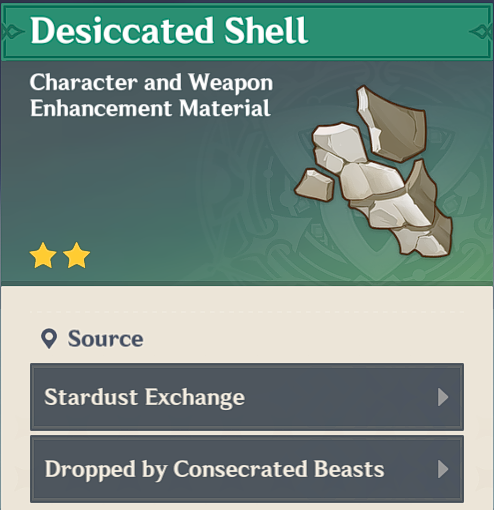 Desiccated Shell
Character and Weapon
Enhancement Material
Source
Stardust Exchange
Dropped by Consecrated Beasts